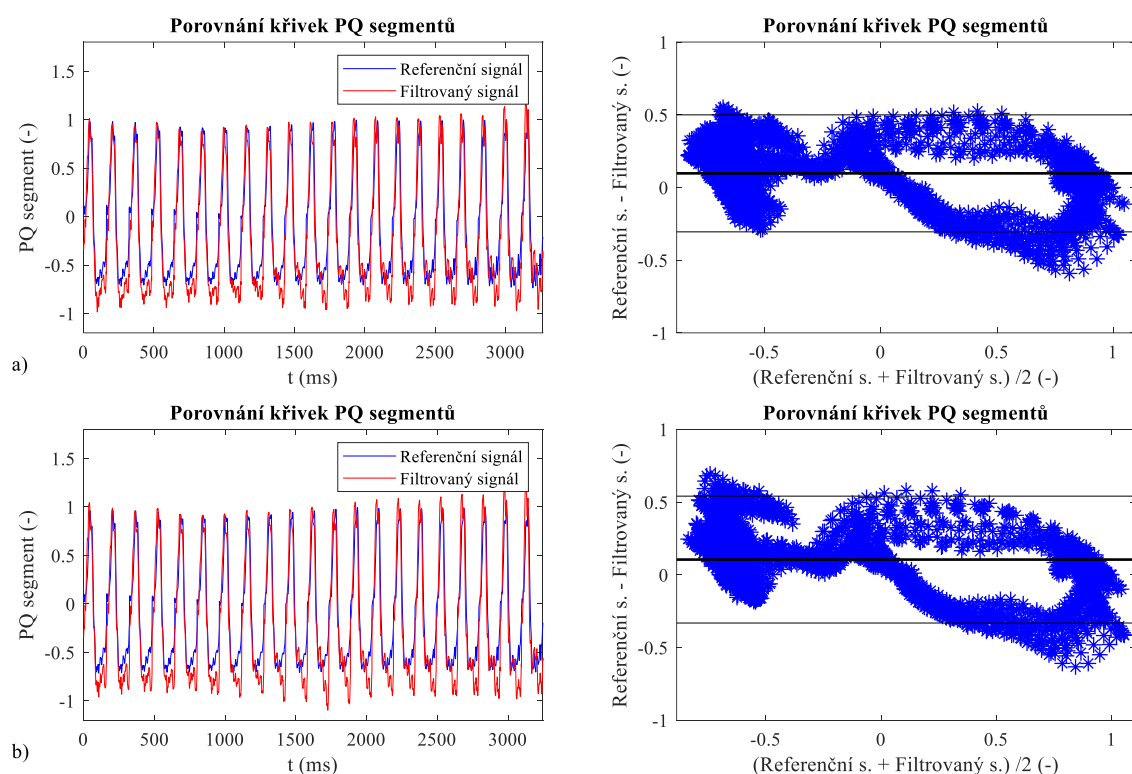 Porovnání křivek PQ segmentů
PQ segment (-)
1.5
1
0.5
0
-0.5
-1
Referenční signál
Filtrovaný signál
0 500 1000 1500 2000 2500 3000
t (ms)
a)
Porovnání křivek PQ segmentů
Referenční s. - Filtrovaný s. (-)
1
0.5
0
-0.5
-1
-0.5 0 0.5 1
(Referenční s. + Filtrovaný s.) /2 (-)
Porovnání křivek PQ segmentů
PQ segment (-)
1.5
1
0.5
0
-0.5
-1
Referenční signál
Filtrovaný signál
0 500 1000 1500 2000 2500 3000
t (ms)
b)
Porovnání křivek PQ segmentů
Referenční s. - Filtrovaný s. (-)
1
0.5
0
-0.5
-1
-0.5 0 0.5 1
(Referenční s. + Filtrovaný s.) /2 (-)